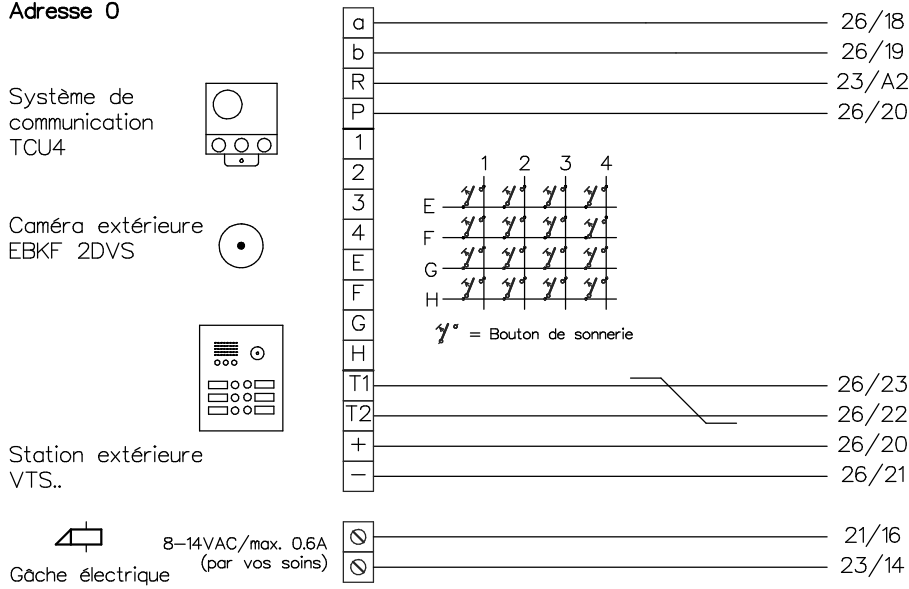 Adresse 0
a 26/18
b 26/19
R 23/A2
P 26/20
Système de
communication
TCU4
1
2
3
4
E
F
G
H
1 2 3 4
E
F
G
H
= Bouton de sonnerie
Caméra extérieure
EBKF 2DVS
T1 26/23
T2 26/22
+ 26/20
- 26/21
Station extérieure
VTS..
8-14VAC/max. 0.6A
(par vos soins)
21/16
23/14
Gâche électrique